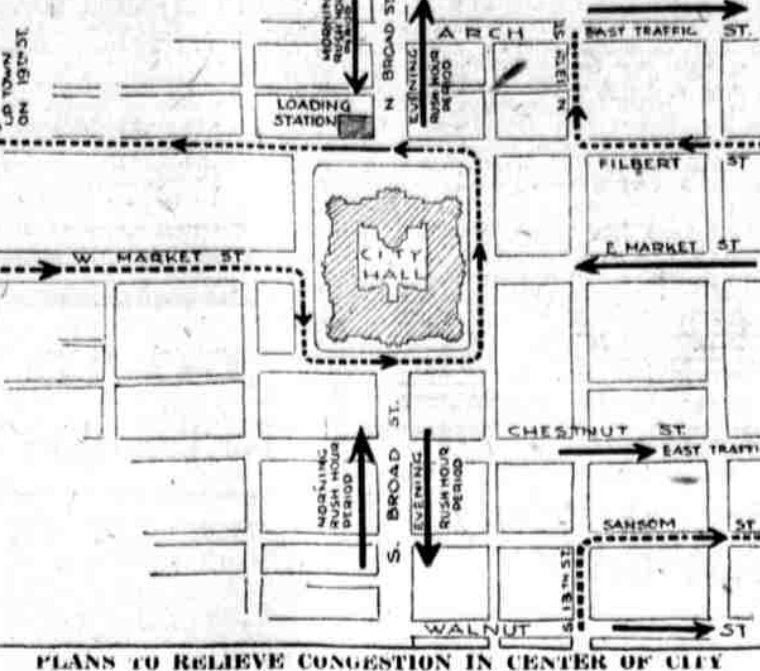 UP TOWN
ON 19TH ST.
MORNING
RUSH HOUR
PERIOD
N BROAD ST.
EVENING
RUSH HOUR
PERIOD
ARCH ST.
EAST TRAFFIC
N 13TH ST
LOADING
STATION
FILBERT ST
W MARKET ST
CITY
HALL
E MARKET ST
CHESTNUT ST.
EAST TRAFFI
MORNING
RUSH HOUR
PERIOD
S. BROAD ST.
EVENING
RUSH HOUR
PERIOD
SANSOM ST
S 13TH ST.
WALNUT ST
PLANS TO RELIEVE CONGESTION IN CENTER OF CITY